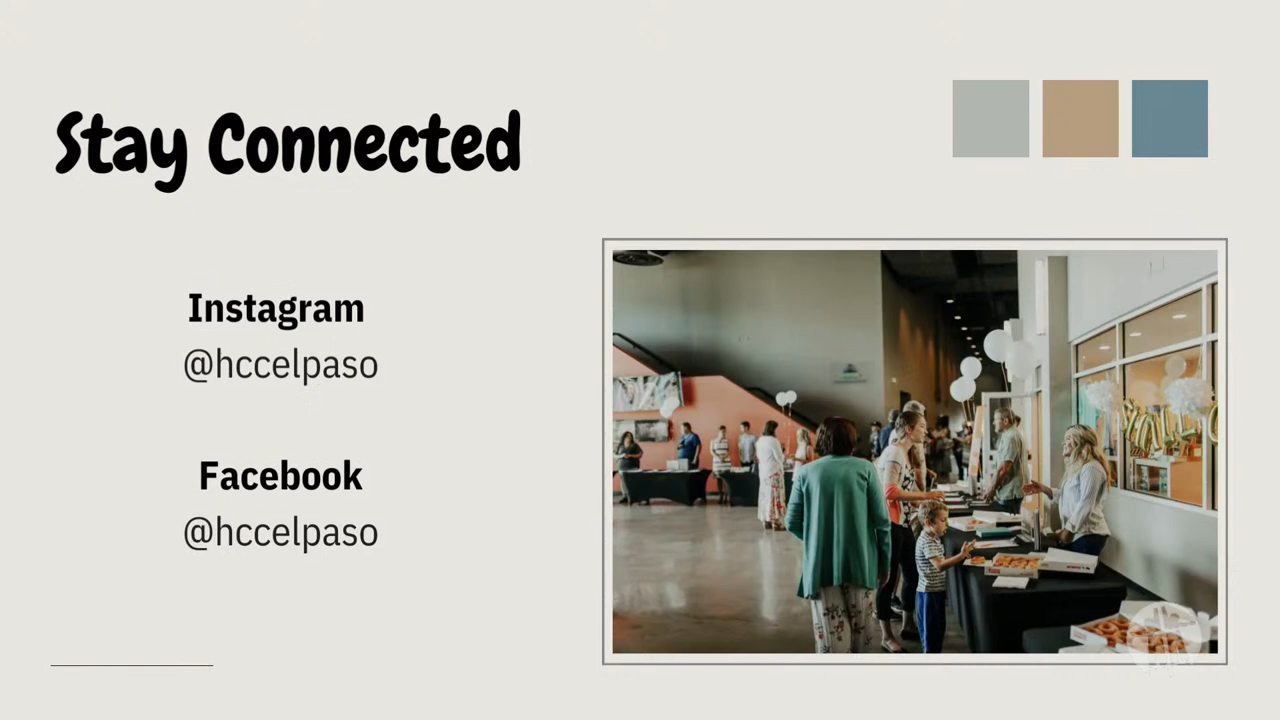 Stay Connected
Instagram
@hccelpaso
Facebook
@hccelpaso